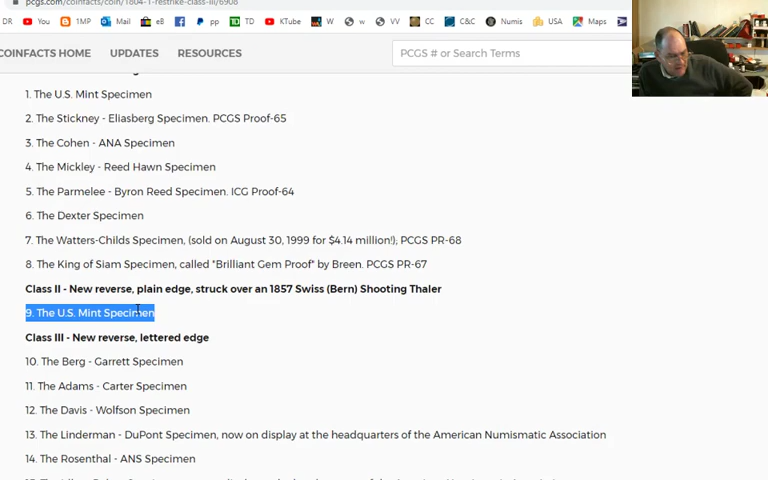 pcgs.com/coinfacts/coin/1804-1-restrike-class-iii/6908
DR
You
1MP
Mail
eB
pp
TD
KTube
W
w
vv
CC
C&C
Numis
USA
Maps
COINFACTS HOME UPDATES RESOURCES PCGS # or Search Terms
1. The U.S. Mint Specimen
2. The Stickney - Eliasberg Specimen. PCGS Proof-65
3. The Cohen - ANA Specimen
4. The Mickley - Reed Hawn Specimen
5. The Parmelee - Byron Reed Specimen. ICG Proof-64
6. The Dexter Specimen
7. The Watters-Childs Specimen, (sold on August 30, 1999 for $4.14 million!); PCGS PR-68
8. The King of Siam Specimen, called "Brilliant Gem Proof" by Breen. PCGS PR-67
Class II - New reverse, plain edge, struck over an 1857 Swiss (Bern) Shooting Thaler
9. The U.S. Mint Specimen
Class III - New reverse, lettered edge
10. The Berg - Garrett Specimen
11. The Adams - Carter Specimen
12. The Davis - Wolfson Specimen
13. The Linderman - DuPont Specimen, now on display at the headquarters of the American Numismatic Association
14. The Rosenthal - ANS Specimen